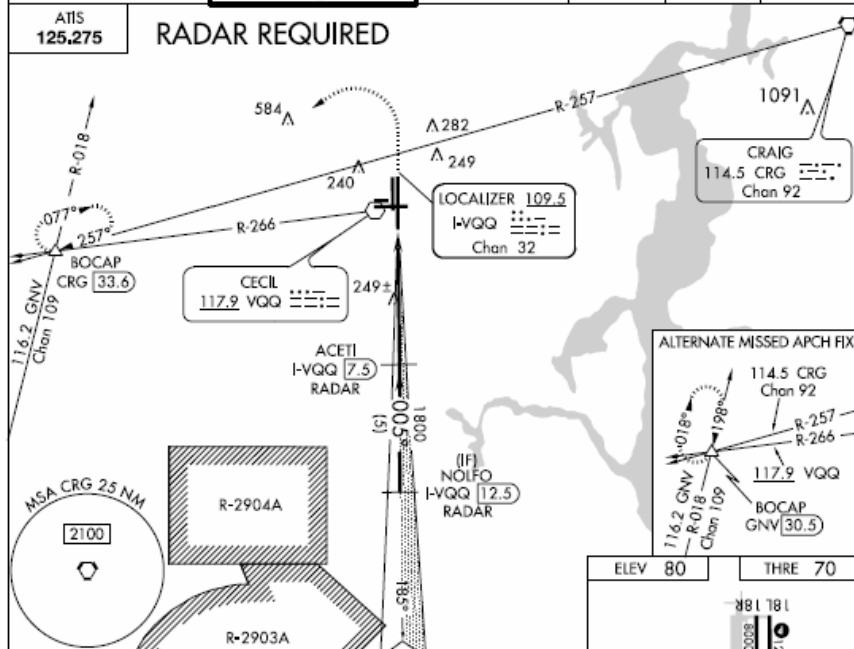 ATIS
125.275
RADAR REQUIRED
584
282
249
240
R-257
1091
CRAIG
114.5 CRG
Chan 92
R-018
077°
257°
R-266
LOCALIZER 109.5
I-VQQ
Chan 32
BOCAP
CRG 33.6
CECIL
117.9 VQQ
249±
116.2 GNV
Chan 109
ACETI
I-VQQ 7.5
RADAR
005°
(5)
1800
(IF)
NOLFO
I-VQQ 12.5
RADAR
185°
ALTERNATE MISSED APCH FIX
114.5 CRG
Chan 92
018°
198°
R-257
R-266
117.9 VQQ
116.2 GNV
R-018
Chan 109
BOCAP
GNV 30.5
MSA CRG 25 NM
2100
R-2904A
R-2903A
ELEV 80
THRE 70
18R 18L